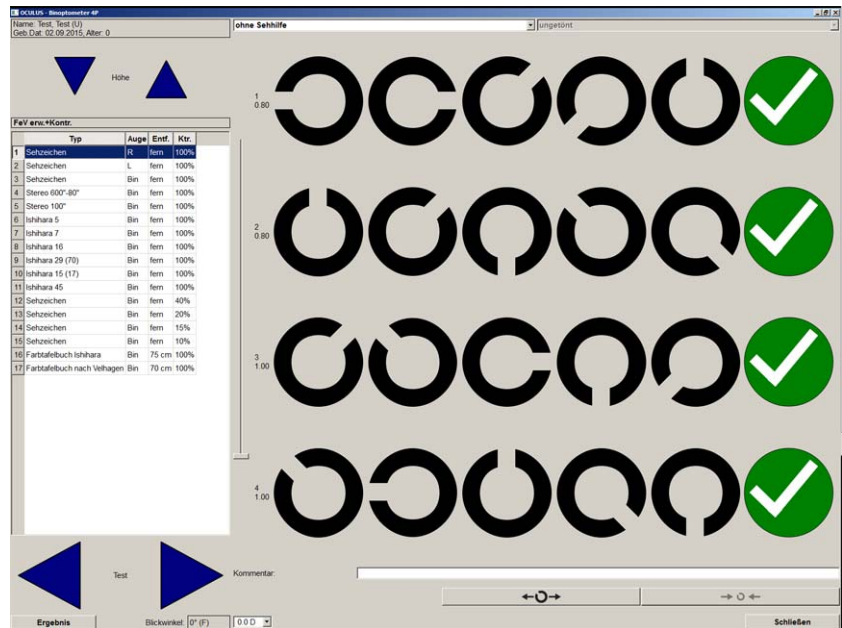 OCULUS - Binoptometer 4P
Name: Test, Test (U)
Geb.Dat: 02.09.2015, Alter: 0
ohne Sehhilfe
ungetönt
Höhe
FeV erw.+Kontr.
Typ Auge Entf. Ktr.
1 Sehzeichen R fern 100%
2 Sehzeichen L fern 100%
3 Sehzeichen Bin fern 100%
4 Stereo 600"-80" Bin fern 100%
5 Stereo 100" Bin fern 100%
6 Ishihara 5 Bin fern 100%
7 Ishihara 7 Bin fern 100%
8 Ishihara 16 Bin fern 100%
9 Ishihara 29 (70) Bin fern 100%
10 Ishihara 15 (17) Bin fern 100%
11 Ishihara 45 Bin fern 100%
12 Sehzeichen Bin fern 40%
13 Sehzeichen Bin fern 20%
14 Sehzeichen Bin fern 15%
15 Sehzeichen Bin fern 10%
16 Farbtafelbuch Ishihara Bin 75 cm 100%
17 Farbtafelbuch nach Velhagen Bin 70 cm 100%
1
0.80
2
0.80
3
1.00
4
1.00
Test
Kommentar:
Ergebnis
Blickwinkel: 0° (F)
0.0 D
Schließen